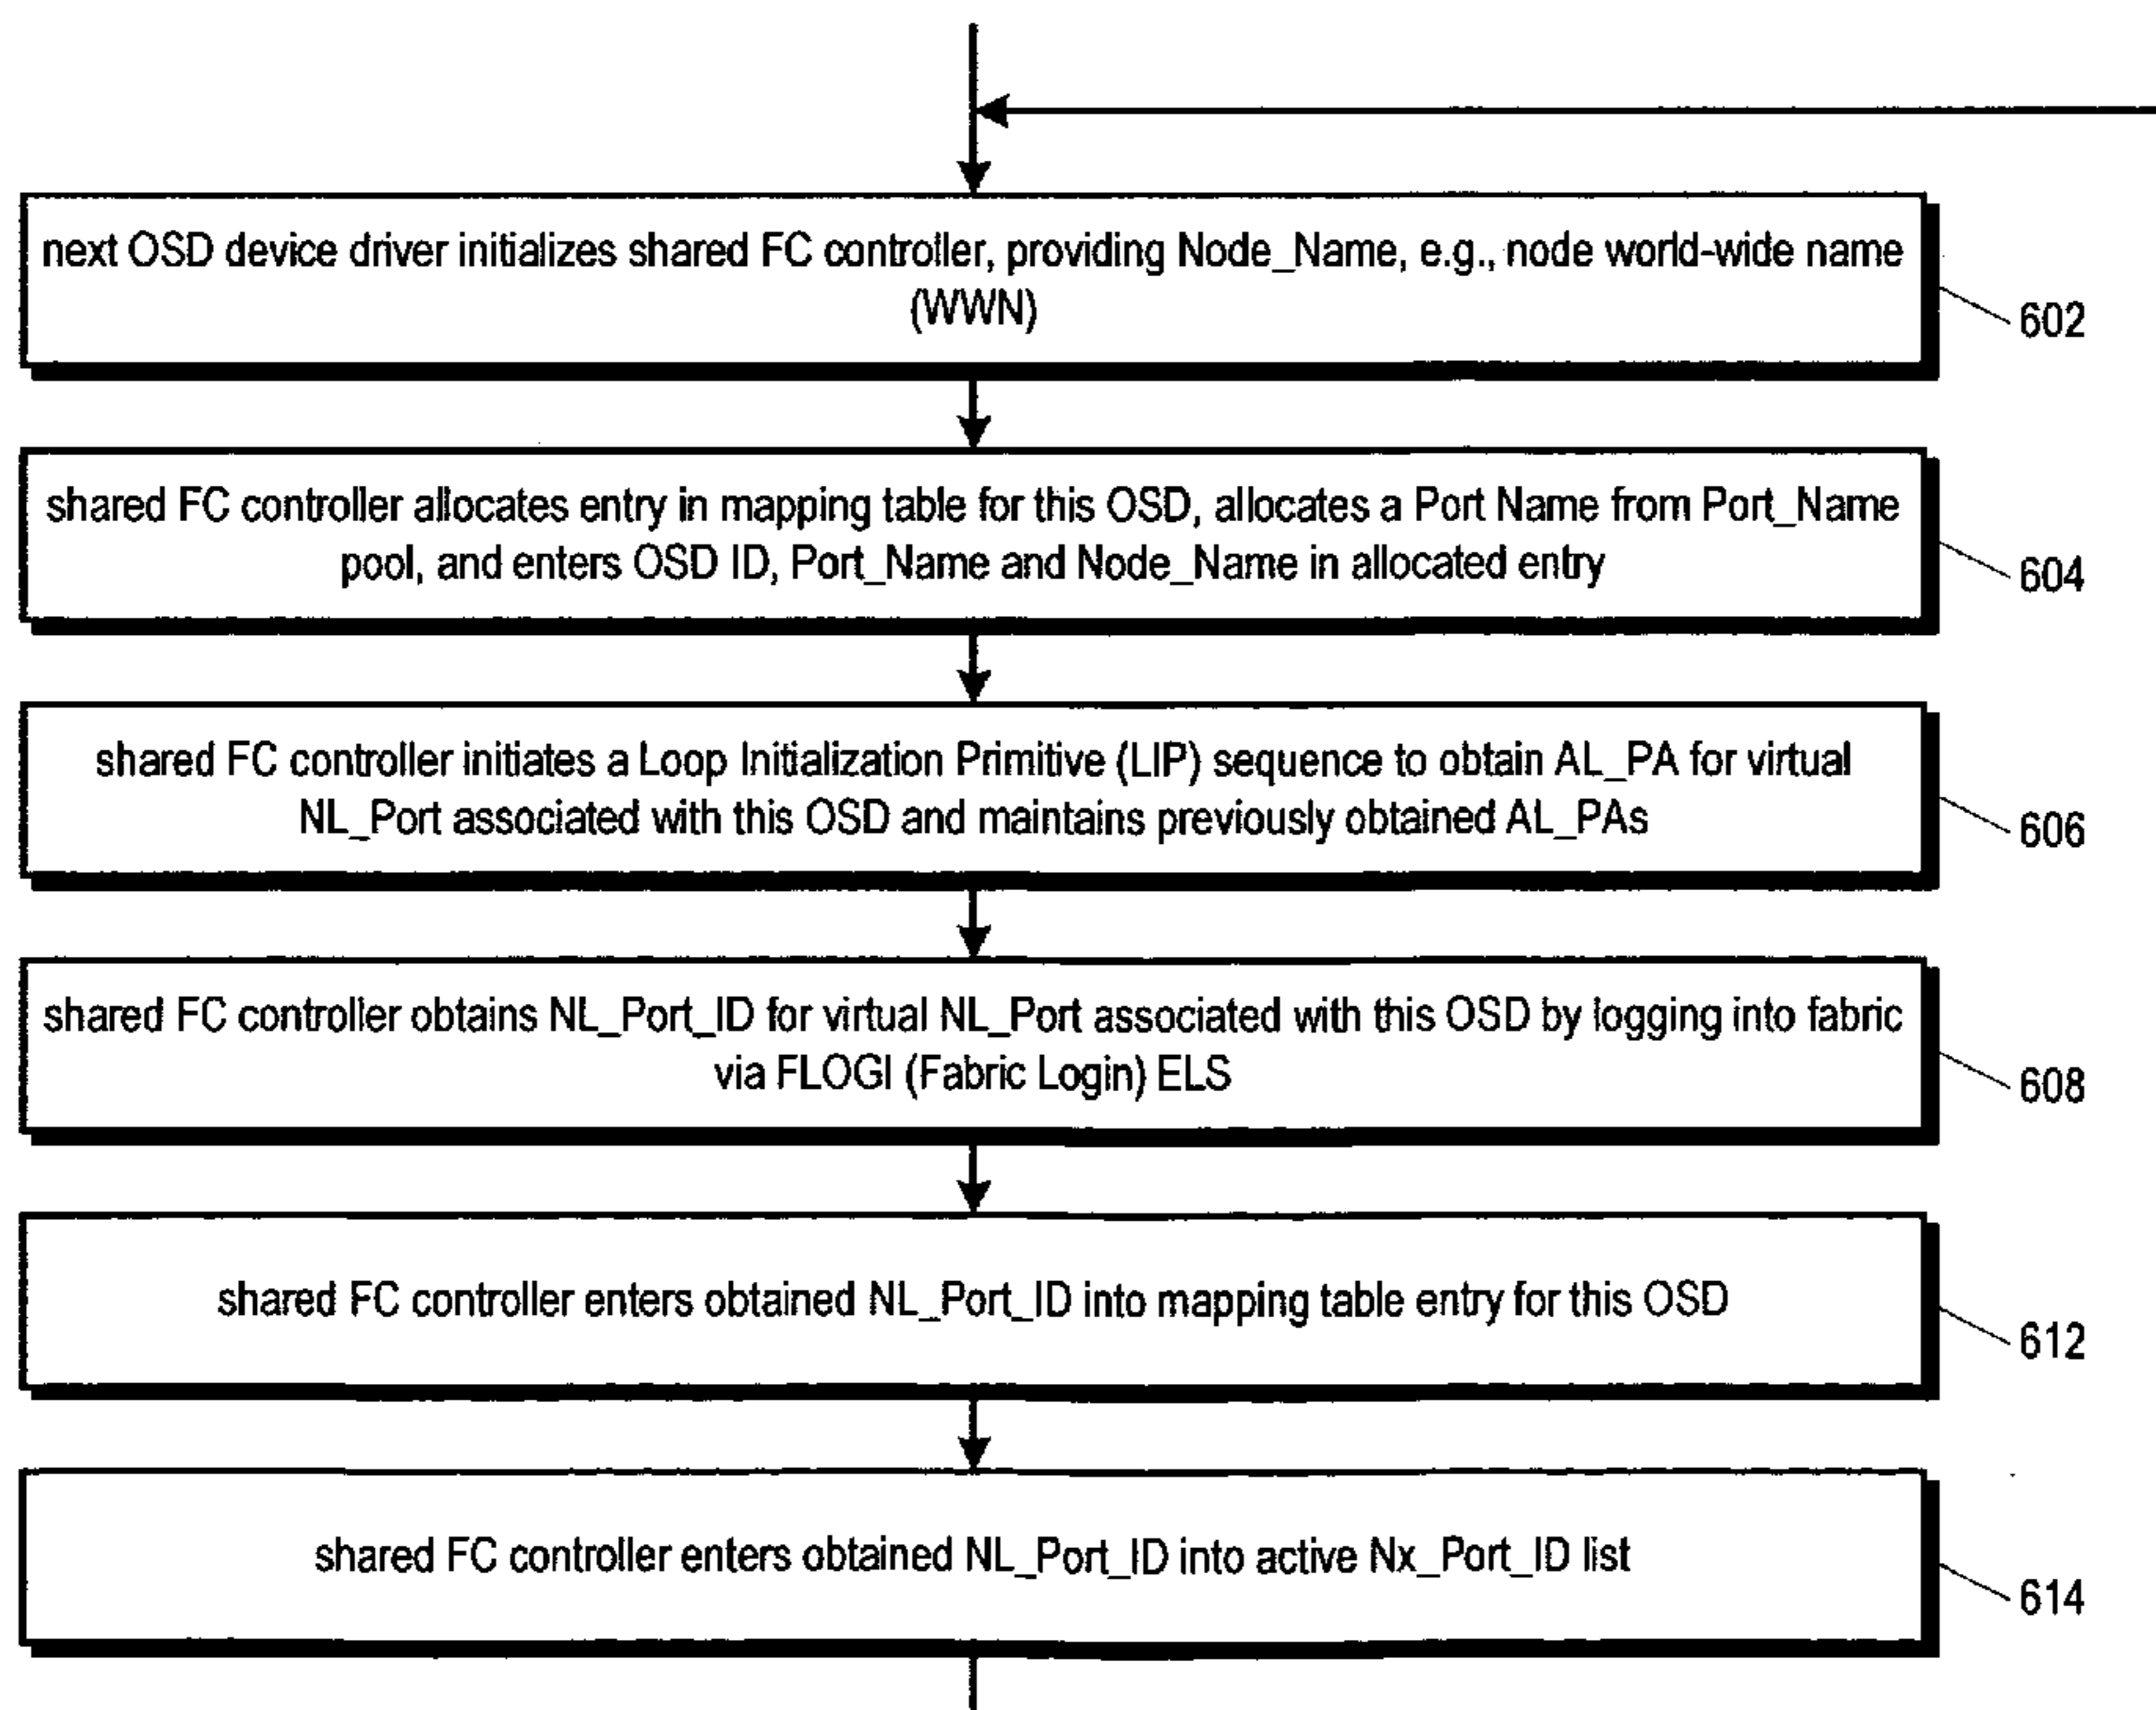 next OSD device driver initializes shared FC controller, providing Node_Name, e.g., node world-wide name
(WWN)
602
shared FC controller allocates entry in mapping table for this OSD, allocates a Port Name from Port_Name
pool, and enters OSD ID, Port_Name and Node_Name in allocated entry
604
shared FC controller initiates a Loop Initialization Primitive (LIP) sequence to obtain AL_PA for virtual
NL_Port associated with this OSD and maintains previously obtained AL_PAs
606
shared FC controller obtains NL_Port_ID for virtual NL_Port associated with this OSD by logging into fabric
via FLOGI (Fabric Login) ELS
608
shared FC controller enters obtained NL_Port_ID into mapping table entry for this OSD
612
shared FC controller enters obtained NL_Port_ID into active Nx_Port_ID list
614